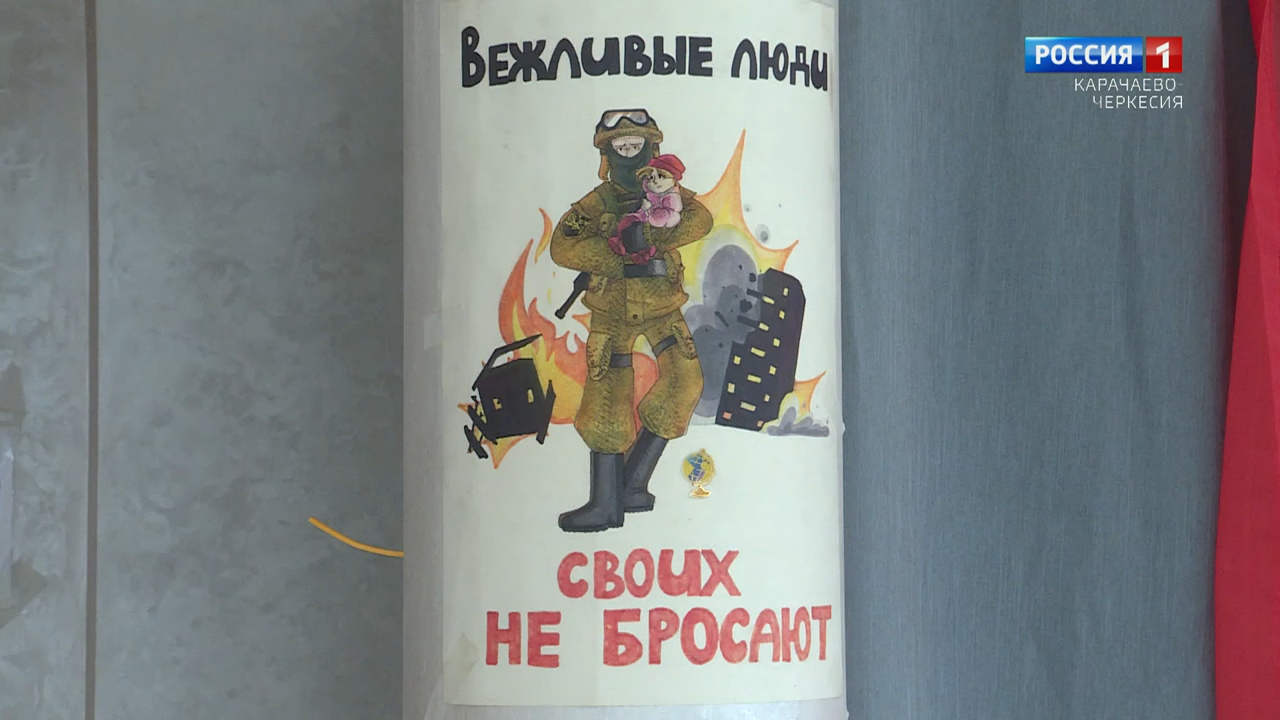 Вежливые люди
РОССИЯ 1
КАРАЧАЕВО-
ЧЕРКЕСИЯ
СВОИХ
НЕ БРОСАЮТ